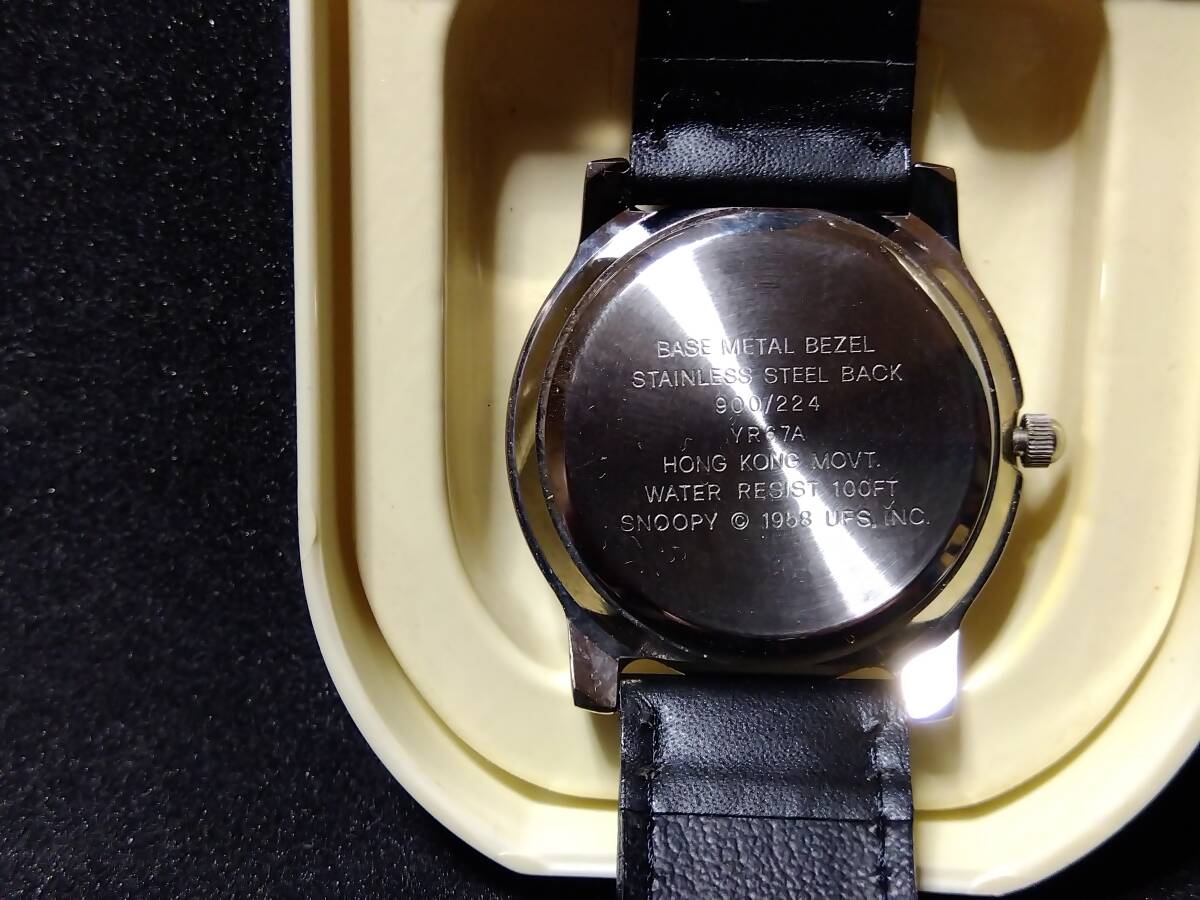 BASE METAL BEZEL
STAINLESS STEEL BACK
900/224
YR67A
HONG KONG MOVT.
WATER RESIST 100FT
SNOOPY © 1958 UFS, INC.